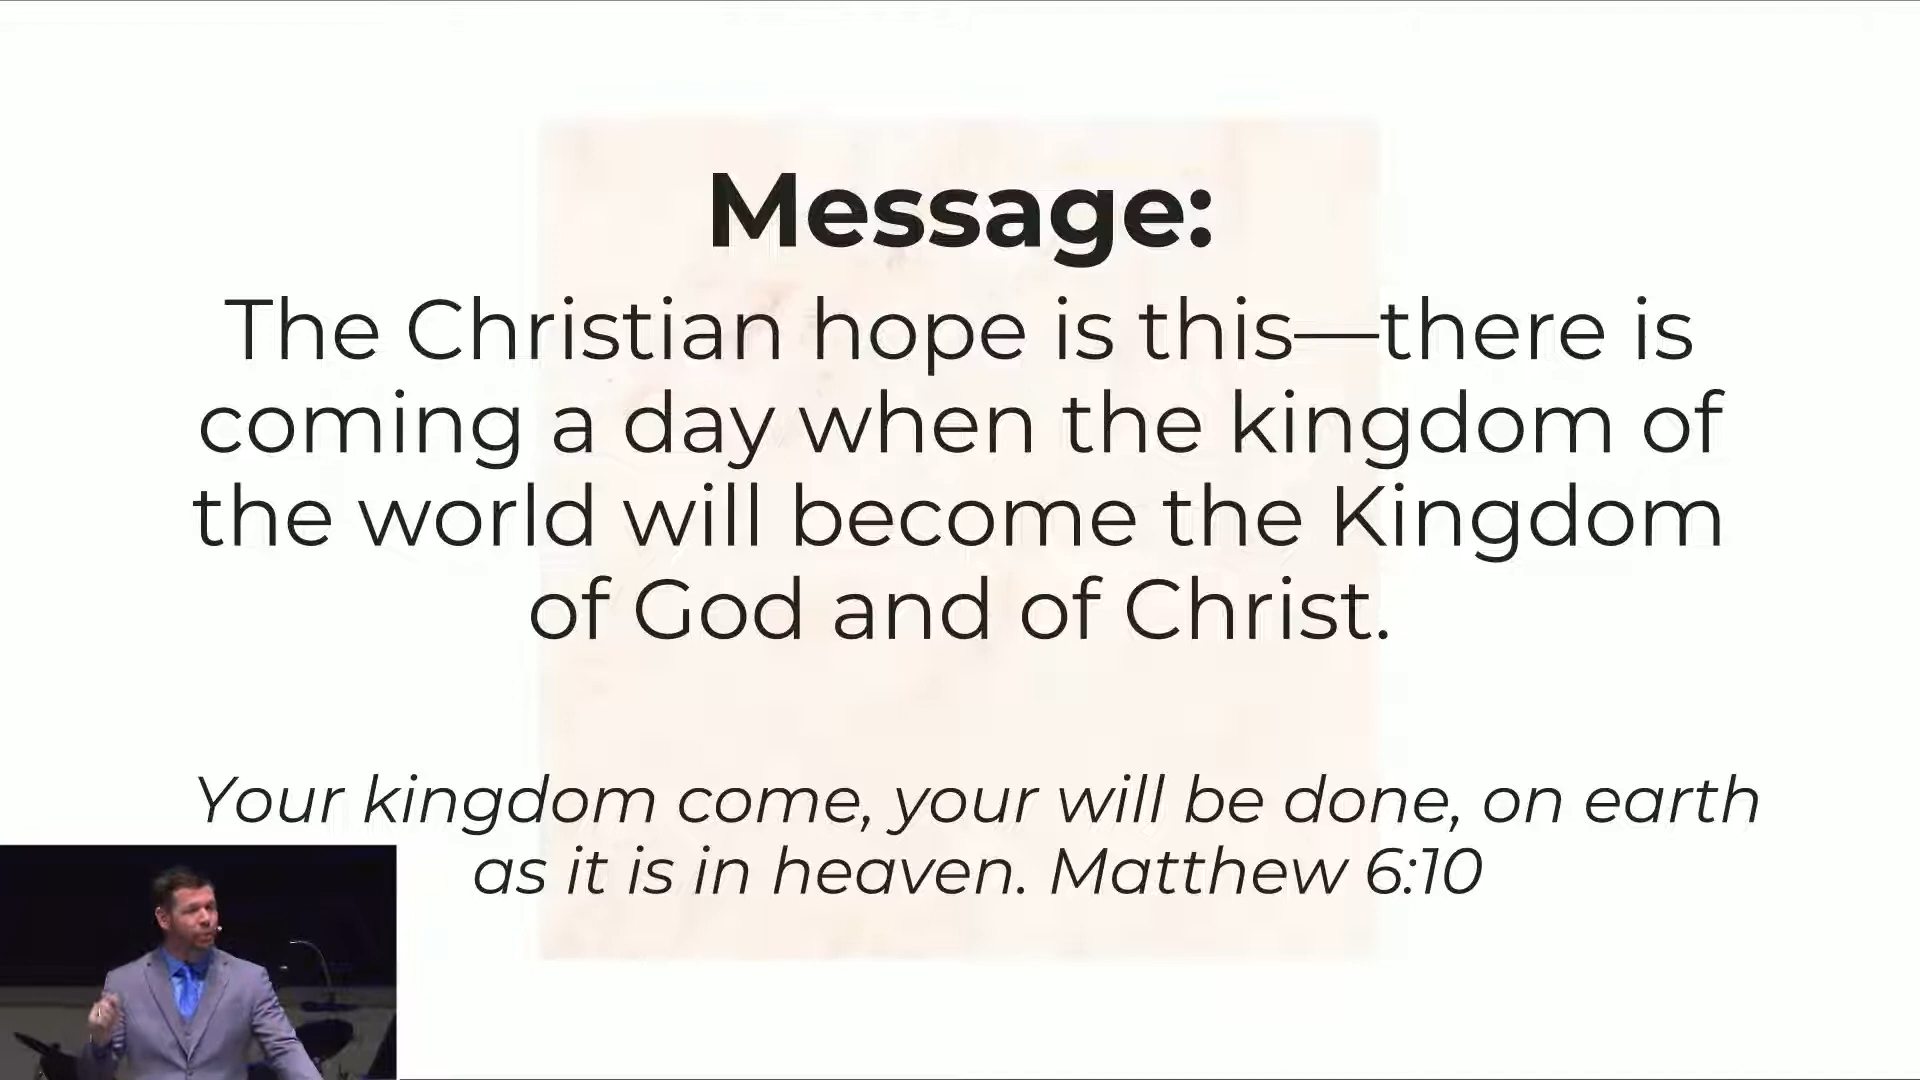 Message:
The Christian hope is this—there is
coming a day when the kingdom of
the world will become the Kingdom
of God and of Christ.
Your kingdom come, your will be done, on earth
as it is in heaven. Matthew 6:10